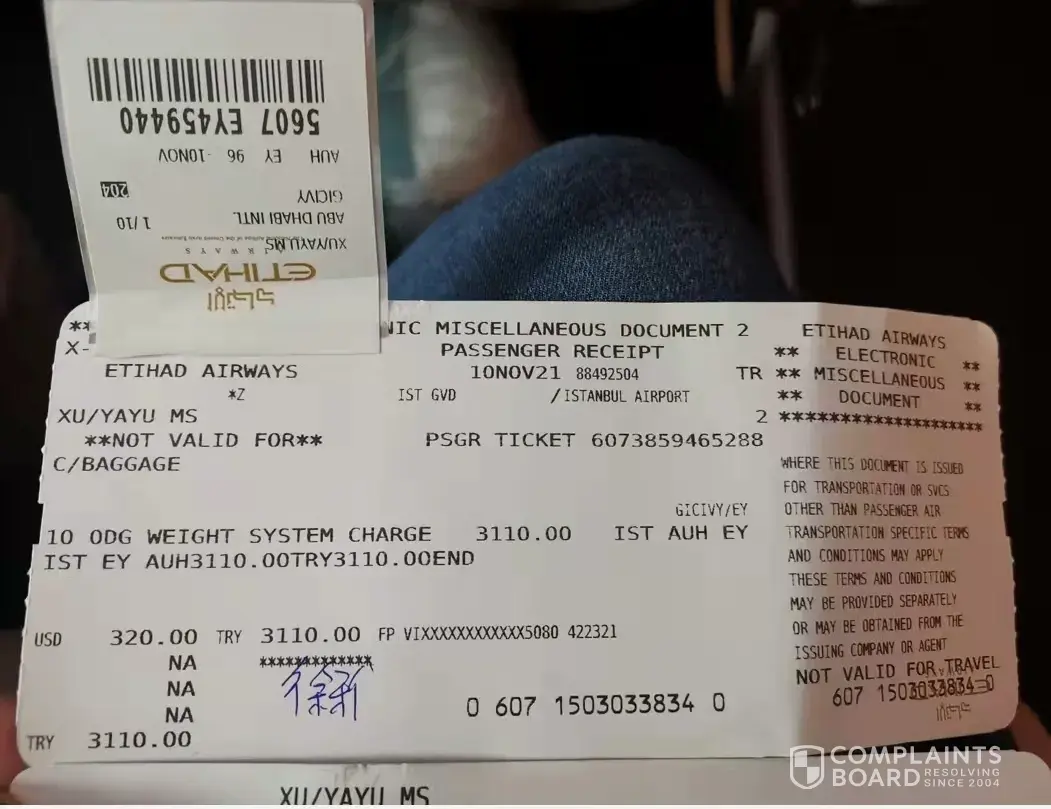 5607 EY459440
AUH EY 96 10NOV
204
GICIVY
ABU DHABI INTL 1/10
XU/YAYU MS
AIRWAYS
ETIHAD
الاتحاد
** NIC MISCELLANEOUS DOCUMENT 2
X- PASSENGER RECEIPT
ETIHAD AIRWAYS 10NOV21 88492504 TR
*Z IST GVD /ISTANBUL AIRPORT
XU/YAYU MS 2
**NOT VALID FOR** PSGR TICKET 6073859465288
C/BAGGAGE
GICIVY/EY
10 ODG WEIGHT SYSTEM CHARGE 3110.00 IST AUH EY
IST EY AUH3110.00TRY3110.00END
USD 320.00 TRY 3110.00 FP VIXXXXXXXXXXXX5080 422321
NA *************
NA
NA 0 607 1503033834 0
TRY 3110.00
ETIHAD AIRWAYS
** ELECTRONIC **
** MISCELLANEOUS **
** DOCUMENT **
*********************
WHERE THIS DOCUMENT IS ISSUED
FOR TRANSPORTATION OR SVCS
OTHER THAN PASSENGER AIR
TRANSPORTATION SPECIFIC TERMS
AND CONDITIONS MAY APPLY
THESE TERMS AND CONDITIONS
MAY BE PROVIDED SEPARATELY
OR MAY BE OBTAINED FROM THE
ISSUING COMPANY OR AGENT
NOT VALID FOR TRAVEL
607 1503033834 0
XU/YAYU MS
COMPLAINTS
BOARD RESOLVING
SINCE 2004